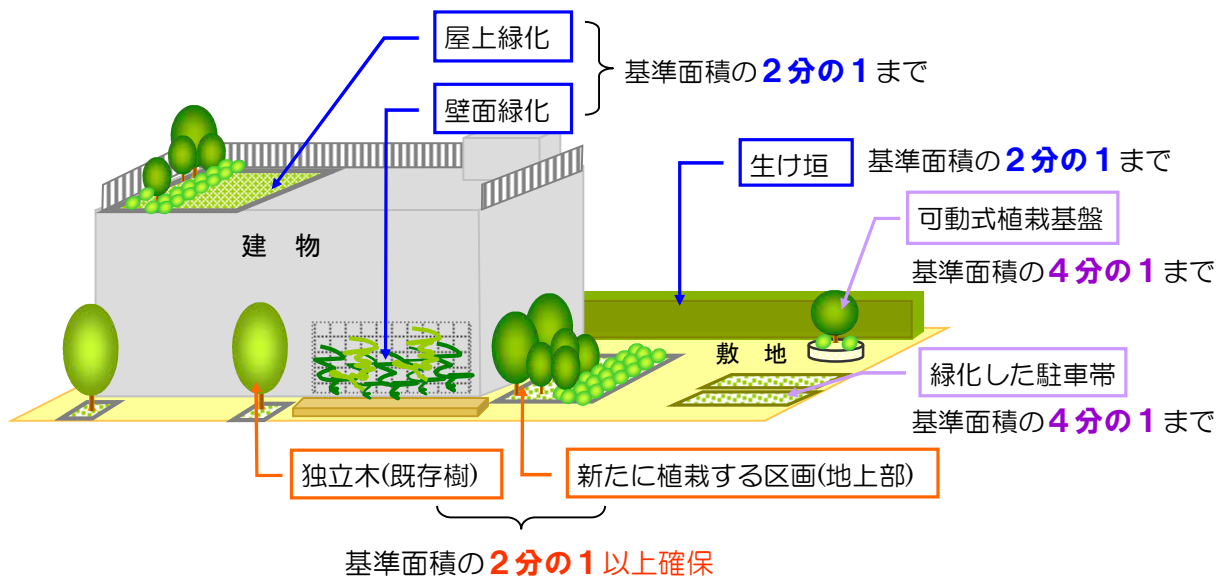 屋上緑化
基準面積の２分の１まで
壁面緑化
生け垣 基準面積の２分の１まで
可動式植栽基盤
基準面積の４分の１まで
建 物
敷 地
緑化した駐車帯
基準面積の４分の１まで
独立木(既存樹) 新たに植栽する区画(地上部)
基準面積の２分の１以上確保